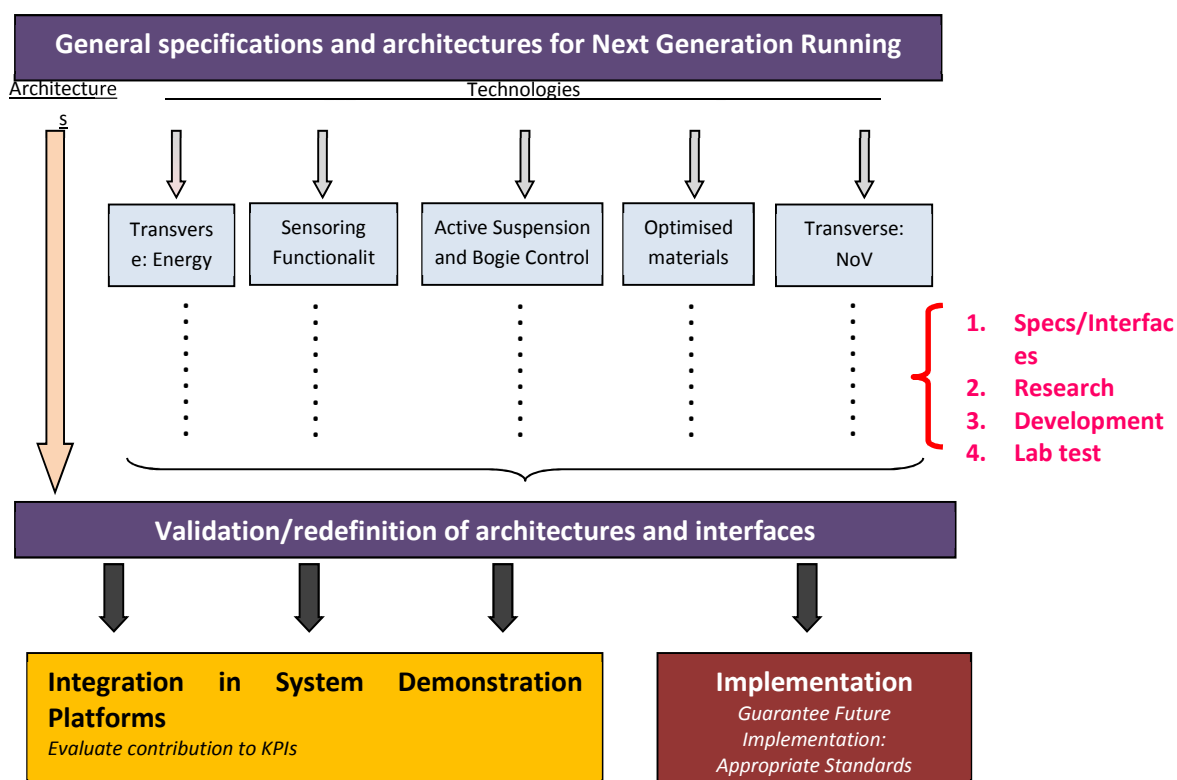 General specifications and architectures for Next Generation Running
Architecture
s
Technologies
Transvers
e: Energy
Sensoring
Functionalit
Active Suspension
and Bogie Control
Optimised
materials
Transverse:
NoV
1. Specs/Interfac
es
2. Research
3. Development
4. Lab test
Validation/redefinition of architectures and interfaces
Integration in System Demonstration
Platforms
Evaluate contribution to KPIs
Implementation
Guarantee Future
Implementation:
Appropriate Standards